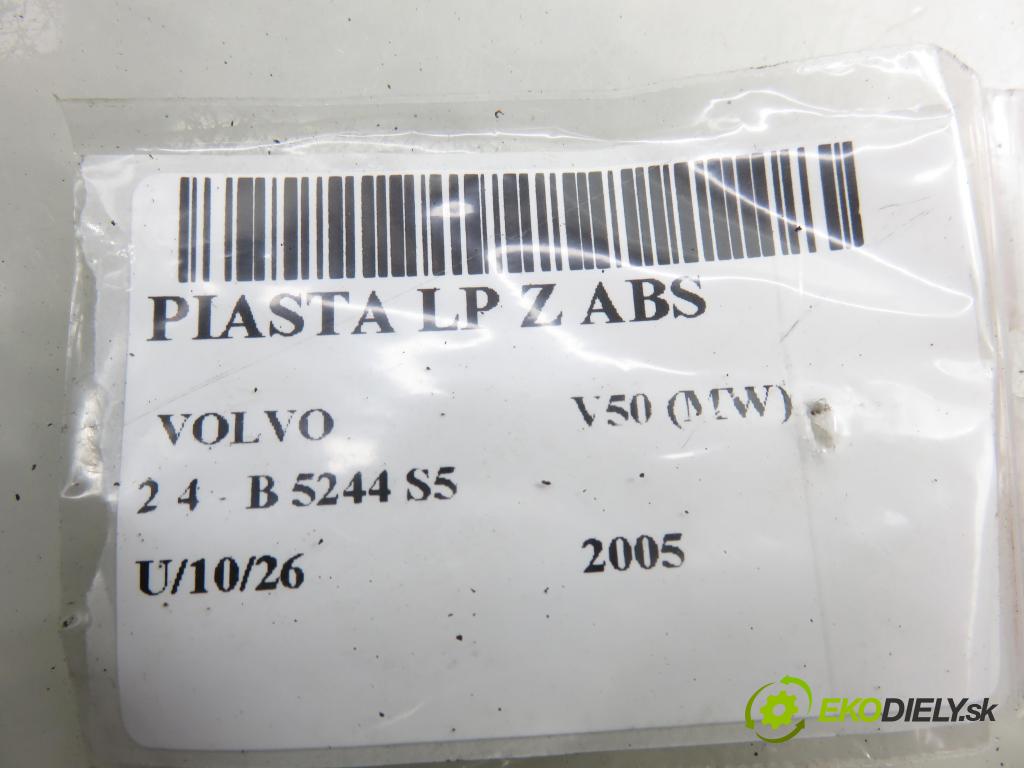 PIASTA LP Z ABS
VOLVO V50 (MW)
2 4 - B 5244 S5
U/10/26 2005
EKODIELY.sk